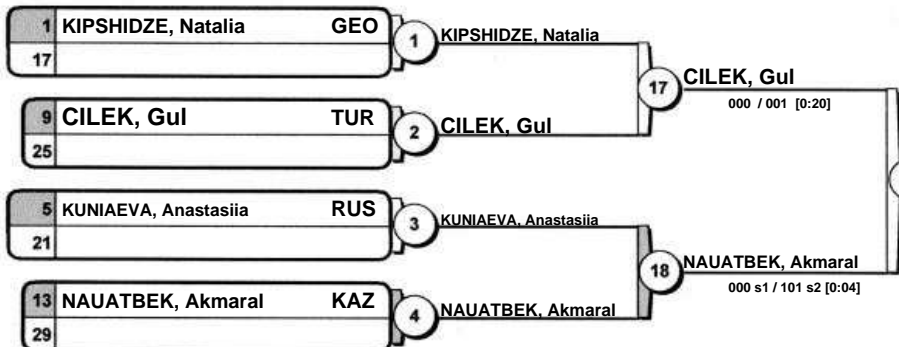 1 KIPSHIDZE, Natalia GEO
17
1 KIPSHIDZE, Natalia
17 CILEK, Gul
000 / 001 [0:20]
9 CILEK, Gul TUR
25
2 CILEK, Gul
5 KUNIAEVA, Anastasiia RUS
21
3 KUNIAEVA, Anastasiia
18 NAUATBEK, Akmaral
000 s1 / 101 s2 [0:04]
13 NAUATBEK, Akmaral KAZ
29
4 NAUATBEK, Akmaral